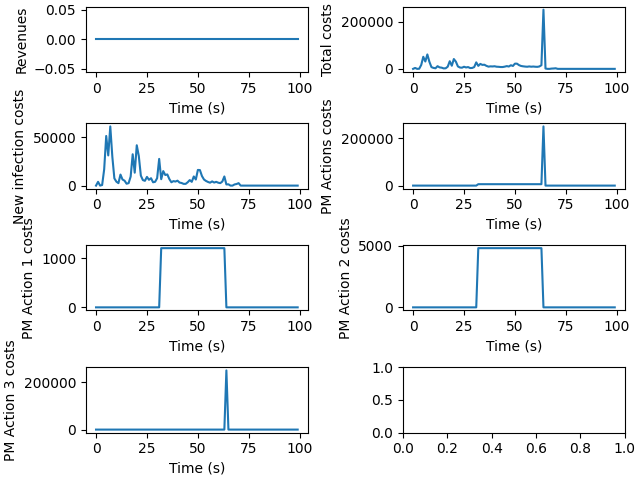 Revenues
0.05
0.00
−0.05
0 25 50 75 100
Time (s)
Total costs
200000
0
0 25 50 75 100
Time (s)
New infection costs
50000
0
0 25 50 75 100
Time (s)
PM Actions costs
200000
0
0 25 50 75 100
Time (s)
PM Action 1 costs
1000
0
0 25 50 75 100
Time (s)
PM Action 2 costs
5000
0
0 25 50 75 100
Time (s)
PM Action 3 costs
200000
0
0 25 50 75 100
Time (s)
1.0
0.5
0.0
0.0 0.2 0.4 0.6 0.8 1.0